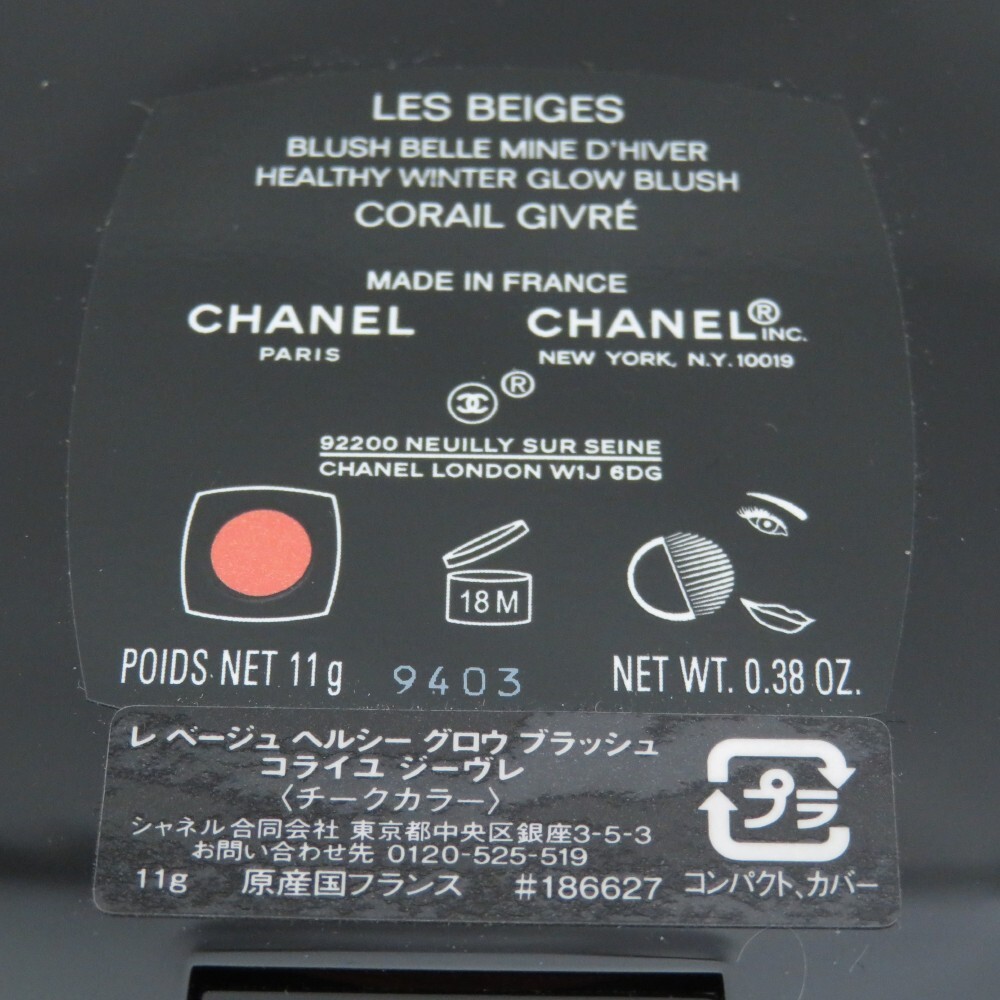 LES BEIGES
BLUSH BELLE MINE D'HIVER
HEALTHY WINTER GLOW BLUSH
CORAIL GIVRÉ
MADE IN FRANCE
CHANEL CHANEL® INC.
PARIS NEW YORK, N.Y. 10019
®
92200 NEUILLY SUR SEINE
CHANEL LONDON W1J 6DG
18 M
POIDS NET 11 g 9403 NET WT. 0.38 OZ.
レ ベージュ ヘルシー グロウ ブラッシュ
コライユ ジーヴレ
〈チークカラー〉
シャネル 合同会社 東京都中央区銀座3-5-3
お問い合わせ先 0120-525-519
11g 原産国フランス #186627
プラ
コンパクト、カバー